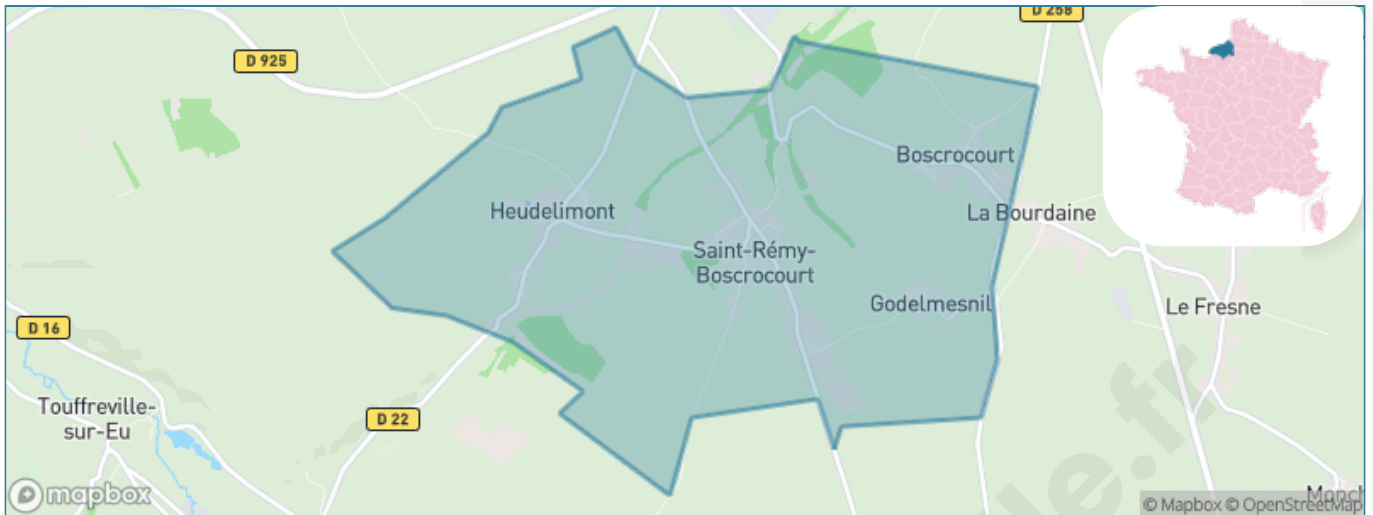 D 258
D 925
Boscrocourt
Heudelimont
La Bourdaine
Saint-Rémy-
Boscrocourt
Godelmesnil
Le Fresne
D 16
Touffreville-
sur-Eu
D 22
mapbox
© Mapbox © OpenStreetMap